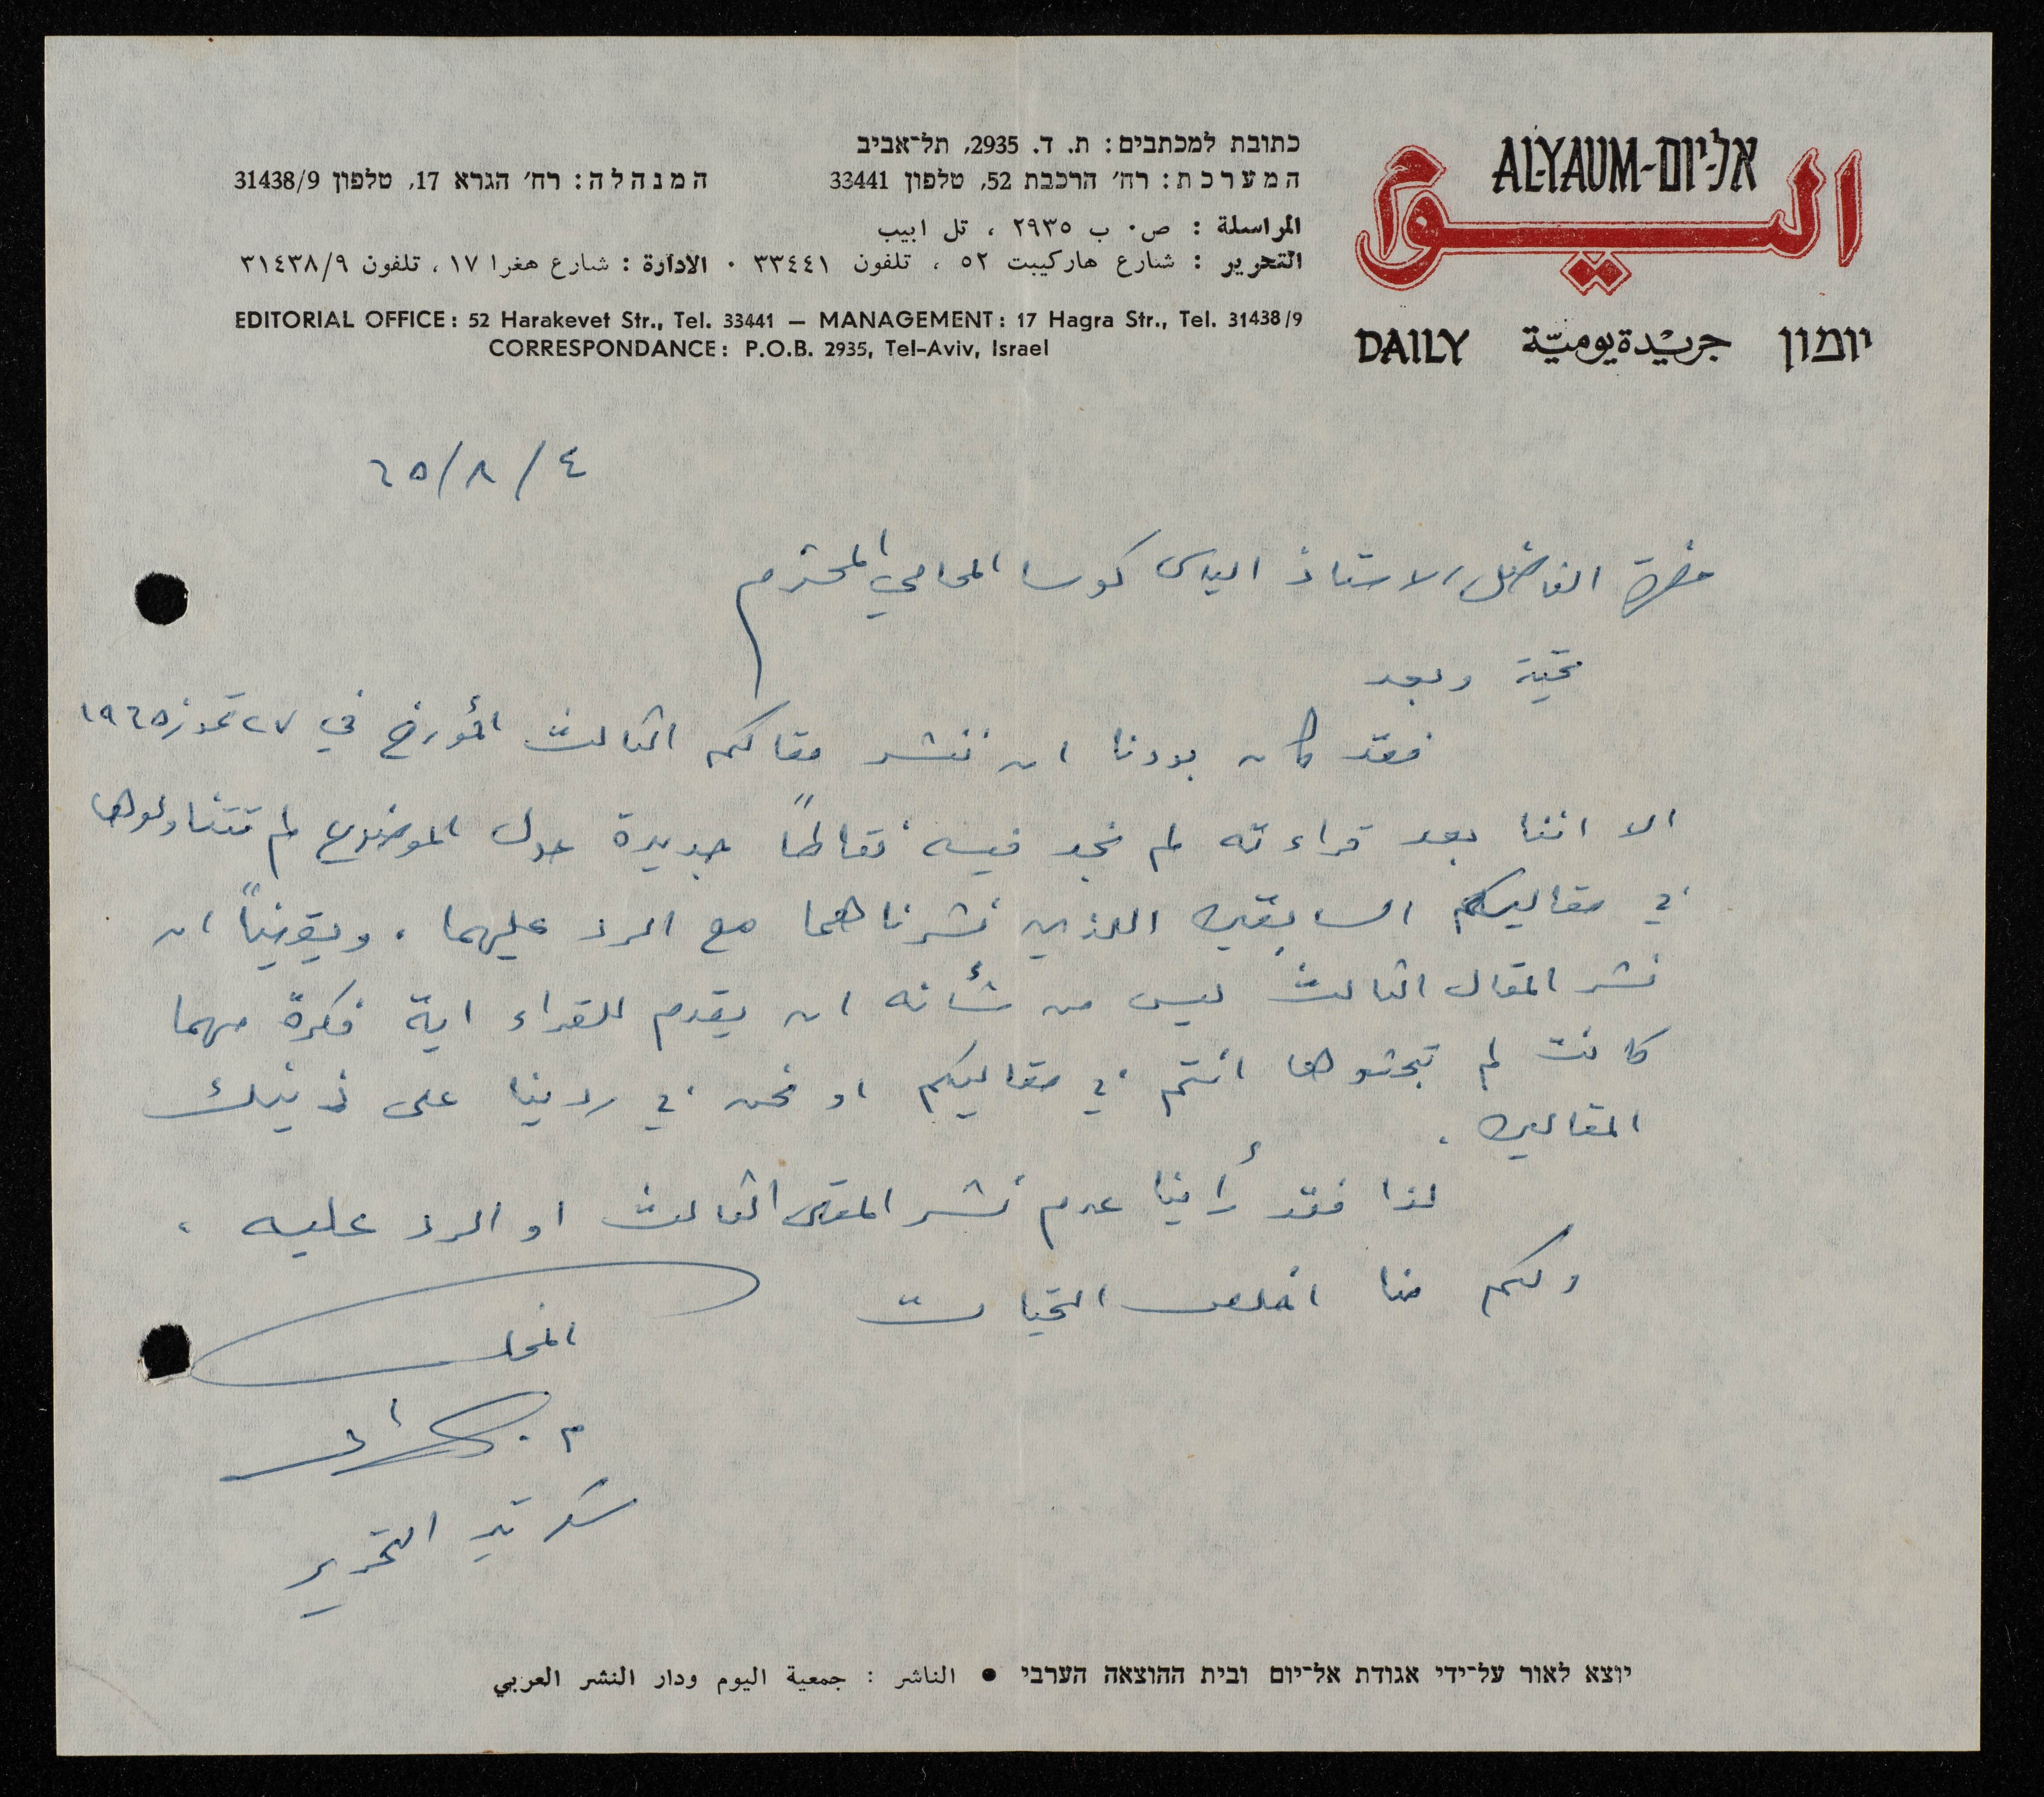 אל-יום-AL-YAUM
اليوم
יומון جريدة يوميّة DAILY
כתובת למכתבים: ת. ד. 2935, תל־אביב
המערכת: רח׳ הרכבת 52, טלפון 33441 המנהלה: רח׳ הגרא 17, טלפון 31438/9
المراسلة : ص٠ ب ٢٩٣٥ ، تل ابيب
التحرير : شارع هاركيبت ٥٢ ، تلفون ٣٣٤٤١ ٠ الادارة : شارع هغرا ١٧ ، تلفون ٣١٤٣٨/٩
EDITORIAL OFFICE: 52 Harakevet Str., Tel. 33441 — MANAGEMENT: 17 Hagra Str., Tel. 31438/9
CORRESPONDANCE: P.O.B. 2935, Tel-Aviv, Israel
٤/٨/٦٥
حضرة الفاضل الاستاذ الياس كوسا المحامي المحترم
تحية وبعد
فقد كان بودنا ان ننشر مقالكم الثالث المؤرخ في ٢٧ تموز ١٩٦٥
الا اننا بعد قراءته لم نجد فيه نقاطاً جديدة حول الموضوع لم تتناولوها
في مقاليكم السابقين اللذين نشرناهما مع الرد عليهما . ويقيناً ان
نشر المقال الثالث ليس من شأنه ان يقدم للقراء اية فكرة مهما
كانت لم تبحثوها انتم في مقاليكم او نحن في ردينا على ذينك
المقالين .
لذا فقد رأينا عدم نشر المقال الثالث او الرد عليه .
ولكم منا اخلص التحيات
المخلص
م.
سكرتير التحرير
יוצא לאור על־ידי אגודת אל־יום ובית ההוצאה הערבי ● الناشر : جمعية اليوم ودار النشر العربي